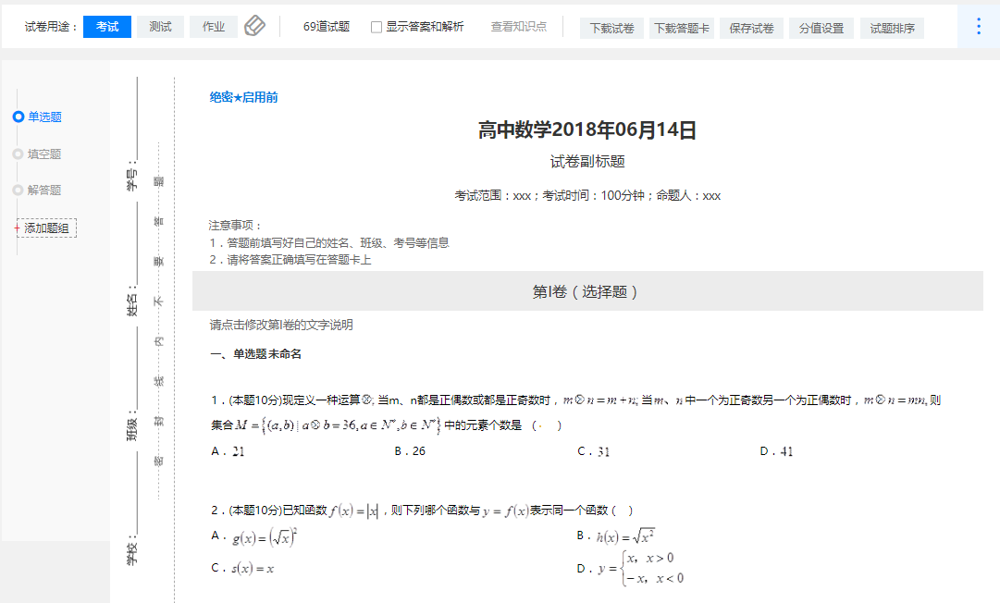 试卷用途： 考试 测试 作业 69道试题 显示答案和解析 查看知识点 下载试卷 下载答题卡 保存试卷 分值设置 试题排序
单选题
填空题
解答题
+ 添加题组
学号：
姓名：
班级：
学校：
密 封 线 内 不 要 答 题
绝密★启用前
高中数学2018年06月14日
试卷副标题
考试范围：xxx；考试时间：100分钟；命题人：xxx
注意事项：
1．答题前填写好自己的姓名、班级、考号等信息
2．请将答案正确填写在答题卡上
第I卷（选择题）
请点击修改第I卷的文字说明
一、单选题 未命名
1．(本题10分)现定义一种运算⊗; 当m、n都是正偶数或都是正奇数时，m⊗n=m+n; 当m、n中一个为正奇数另一个为正偶数时，m⊗n=mn, 则
集合M={(a,b)|a⊗b=36,a∈N*,b∈N*}中的元素个数是 （ ）
A．21 B．26 C．31 D．41
2．(本题10分)已知函数f(x)=|x|，则下列哪个函数与y=f(x)表示同一个函数（ ）
A．g(x)=(√x)² B．h(x)=√x²
C．s(x)=x D．y={x，x>0
−x，x<0